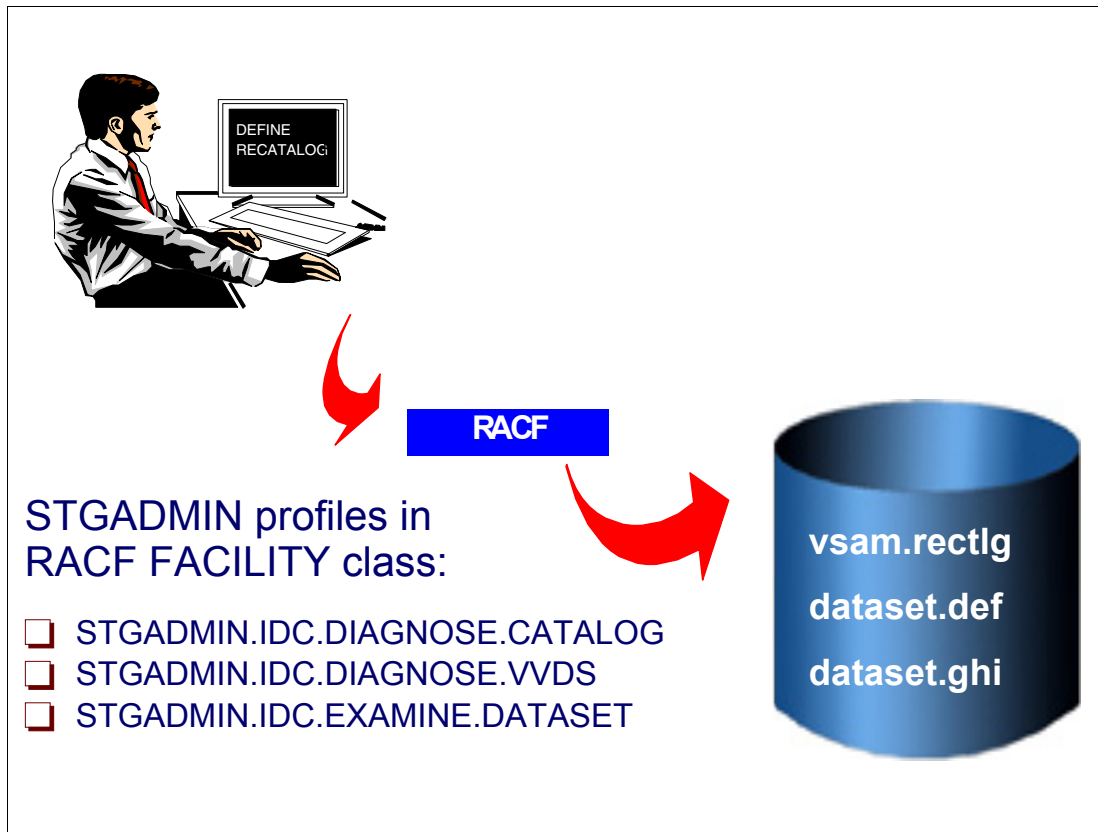 DEFINE
RECATALOGi
RACF
STGADMIN profiles in
RACF FACILITY class:
STGADMIN.IDC.DIAGNOSE.CATALOG
STGADMIN.IDC.DIAGNOSE.VVDS
STGADMIN.IDC.EXAMINE.DATASET
vsam.rectlg
dataset.def
dataset.ghi